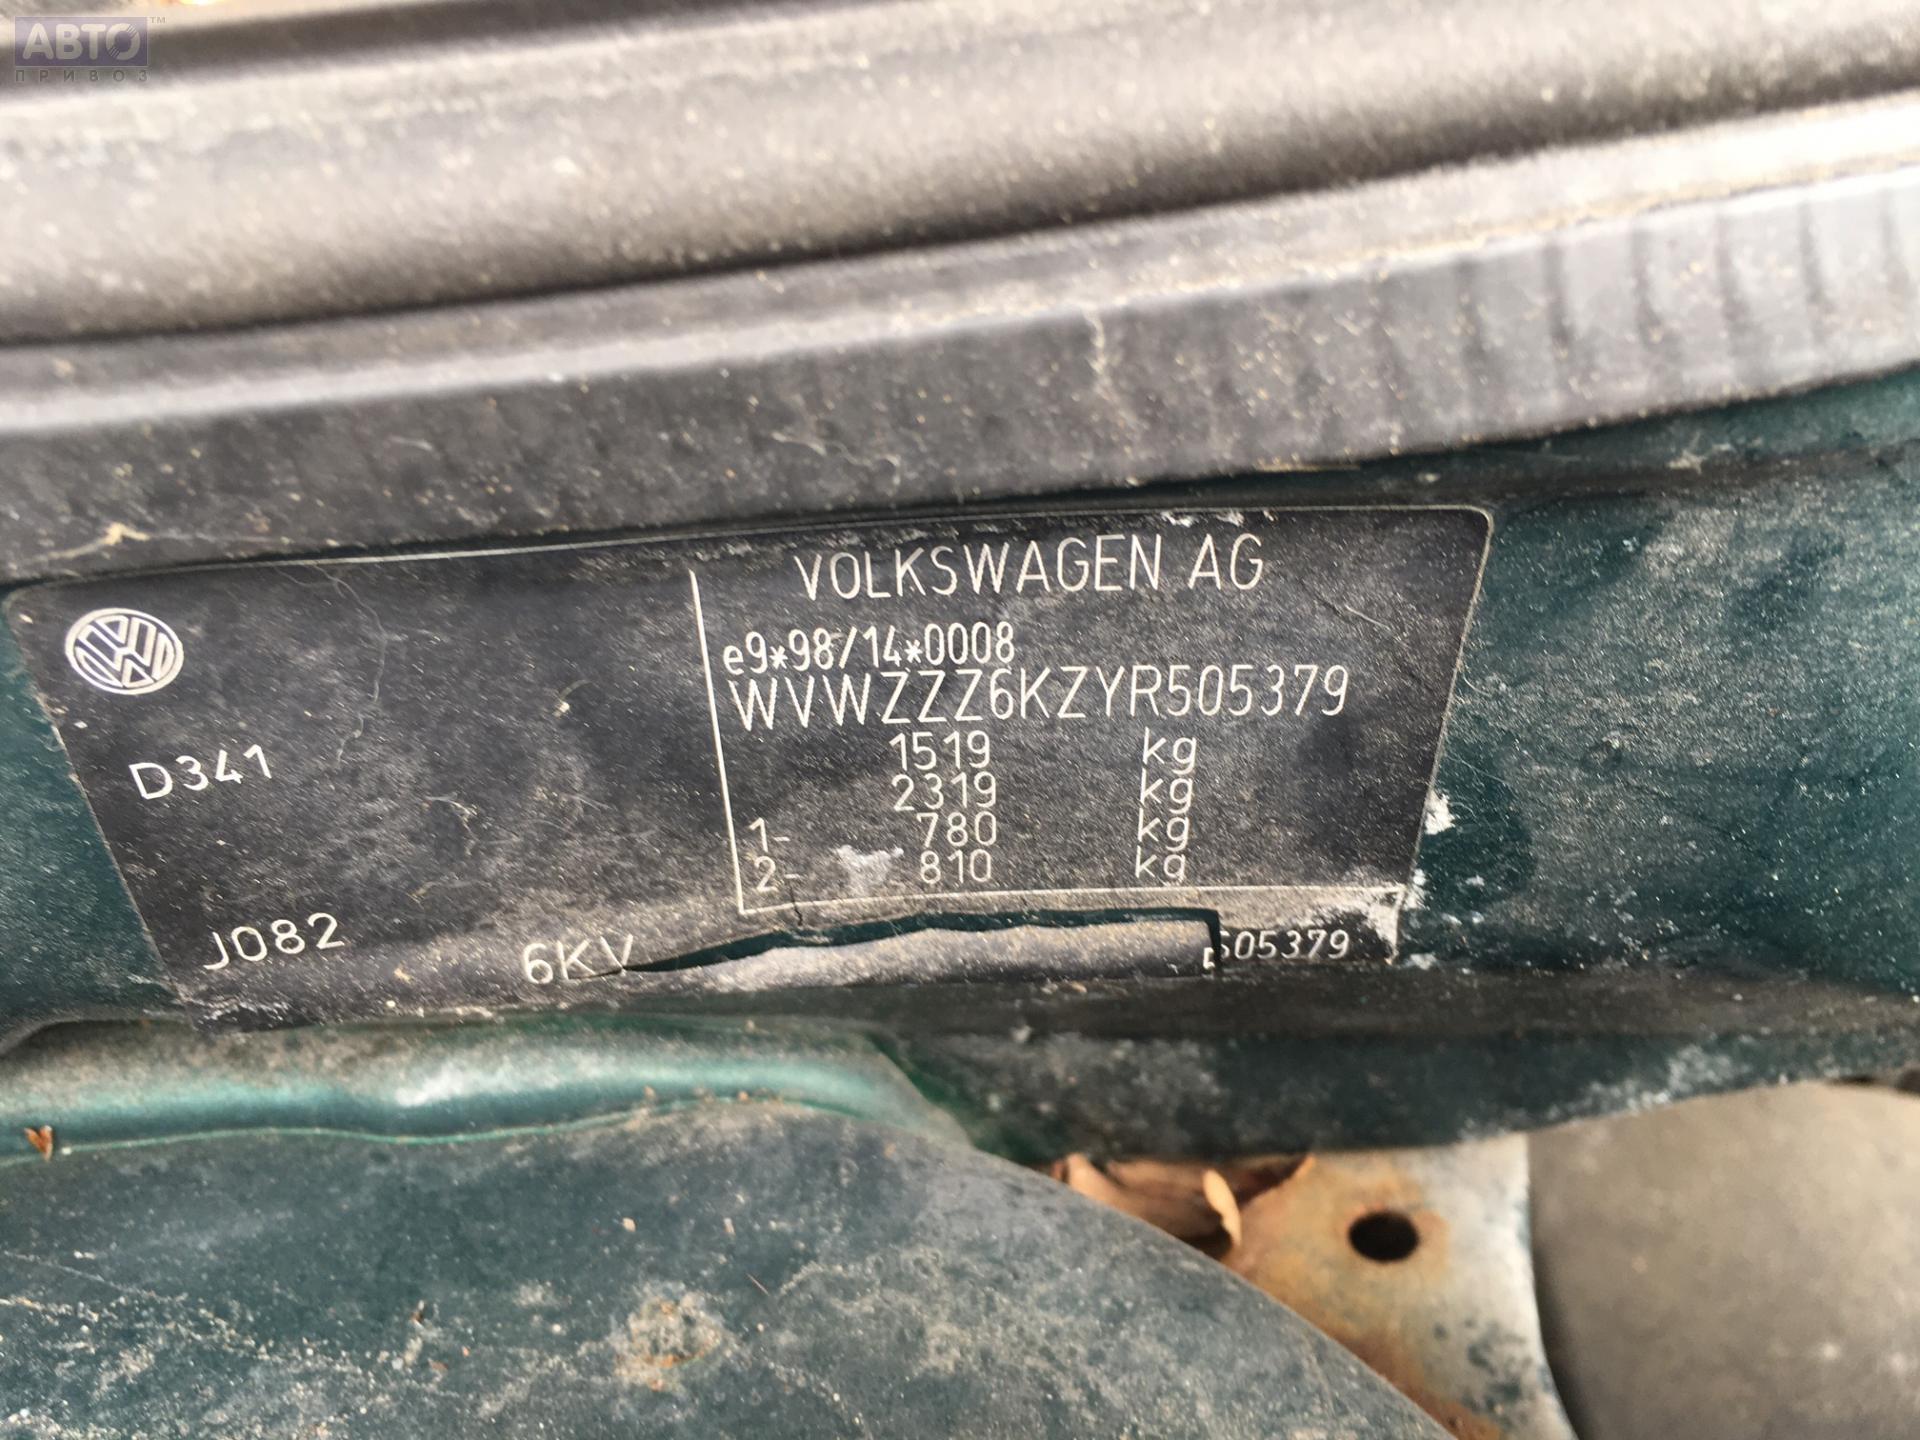 АВТО™
ПРИВОЗ
VOLKSWAGEN AG
e9*98/14*0008
WVWZZZ6KZYR505379
1519 kg
2319 kg
1- 780 kg
2- 810 kg
D341
J082
6KV
505379